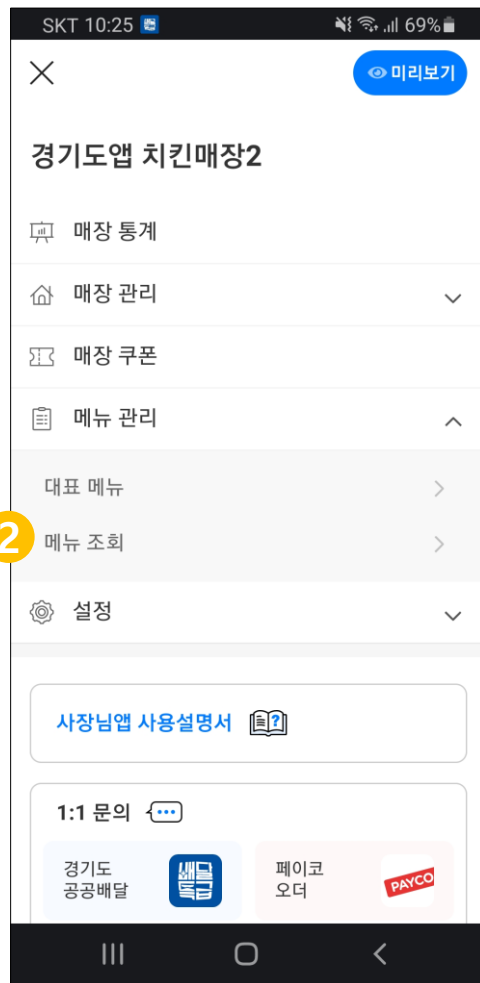 SKT 10:25
69%
미리보기
경기도앱 치킨매장2
매장 통계
매장 관리
매장 쿠폰
메뉴 관리
대표 메뉴
2
메뉴 조회
설정
사장님앱 사용설명서
1:1 문의
경기도
공공배달
배달
특급
페이코
오더
PAYCO